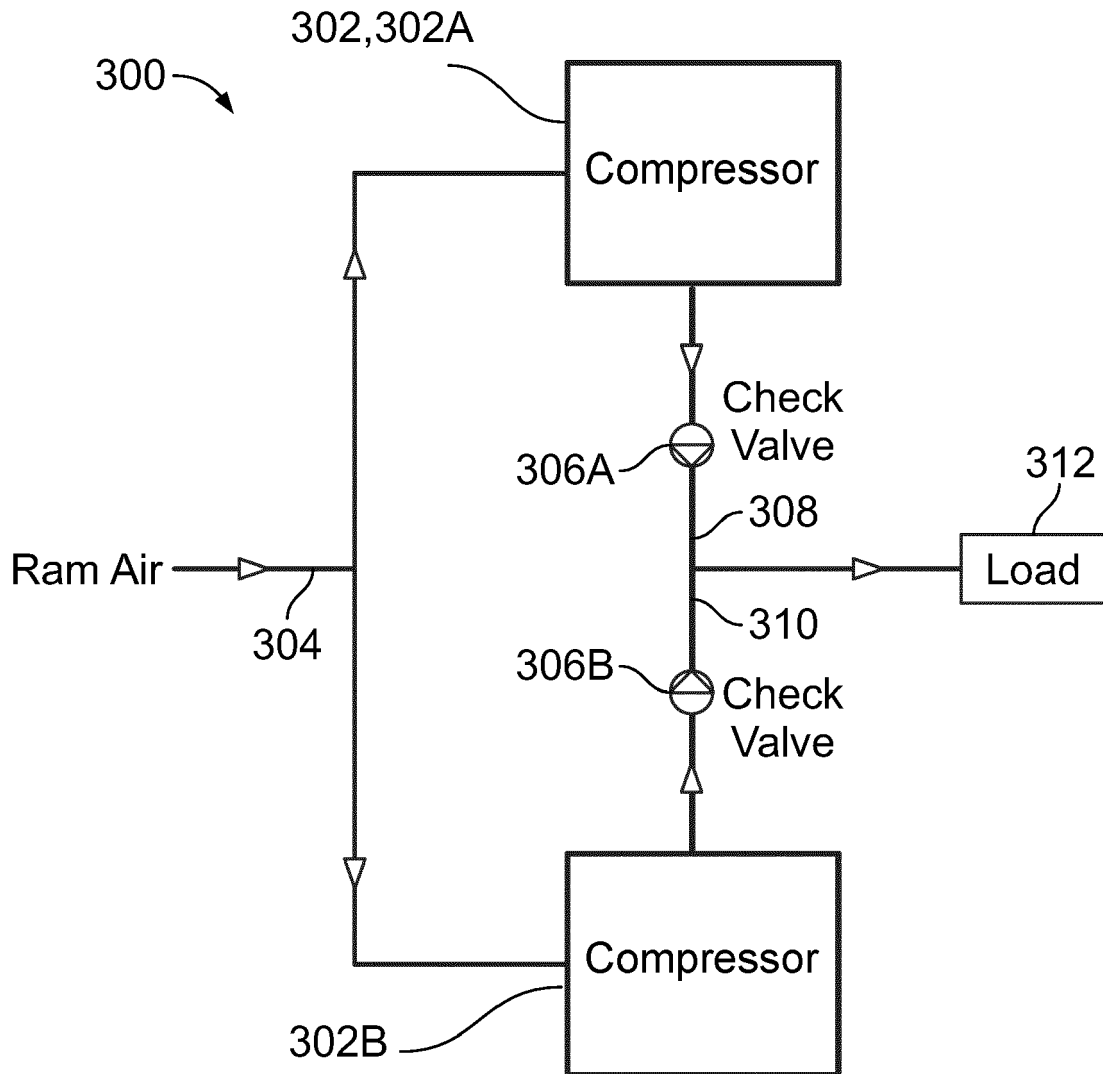 302,302A
300
Compressor
Check
Valve
306A
312
308
Load
Ram Air
304
310
306B
Check
Valve
Compressor
302B